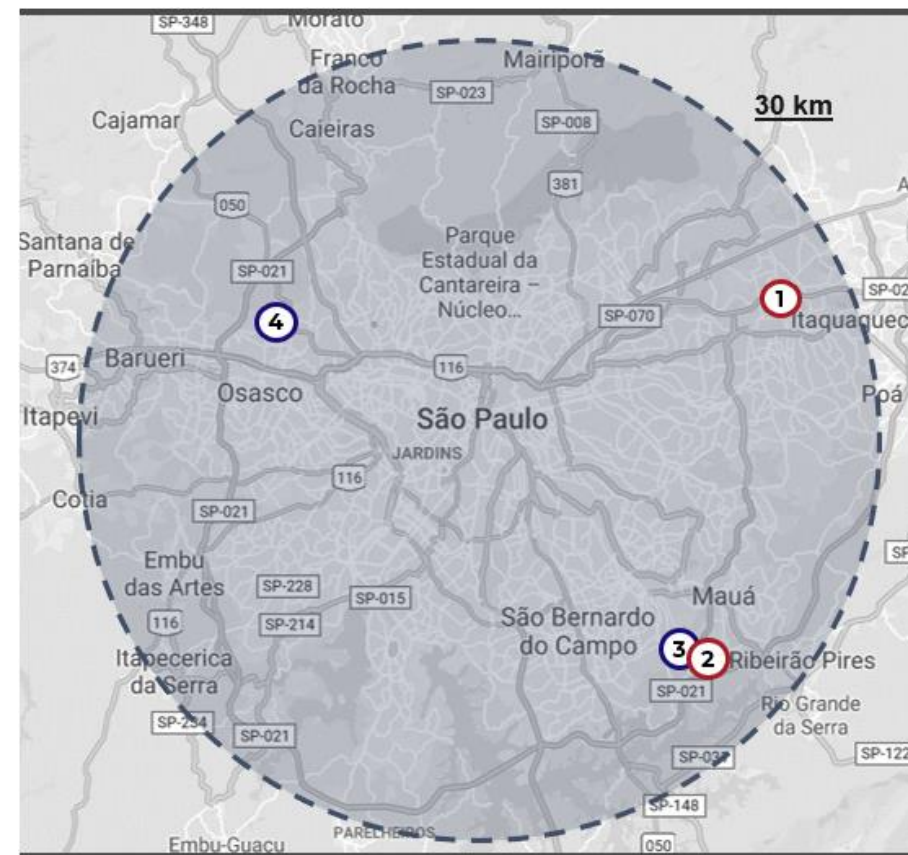 SP-348
Morato
Franco
da Rocha
Mairiporã
SP-023
30 km
Cajamar
Caieiras
SP-008
381
050
Santana de
Parnaíba
Parque
Estadual da
Cantareira –
Núcleo...
SP-021
1
SP-02
4
SP-070
Itaquaquec
374
Barueri
116
Osasco
Poá
Itapevi
São Paulo
JARDINS
116
Cotia
SP-021
Embu
das Artes
SP-228
SP-015
Mauá
116
SP-214
São Bernardo
do Campo
3
2
Ribeirão Pires
Itapecerica
da Serra
SP-021
Rio Grande
da Serra
SP-234
SP-021
SP-122
SP-148
PARELHEIROS
Embu-Guaçu
050